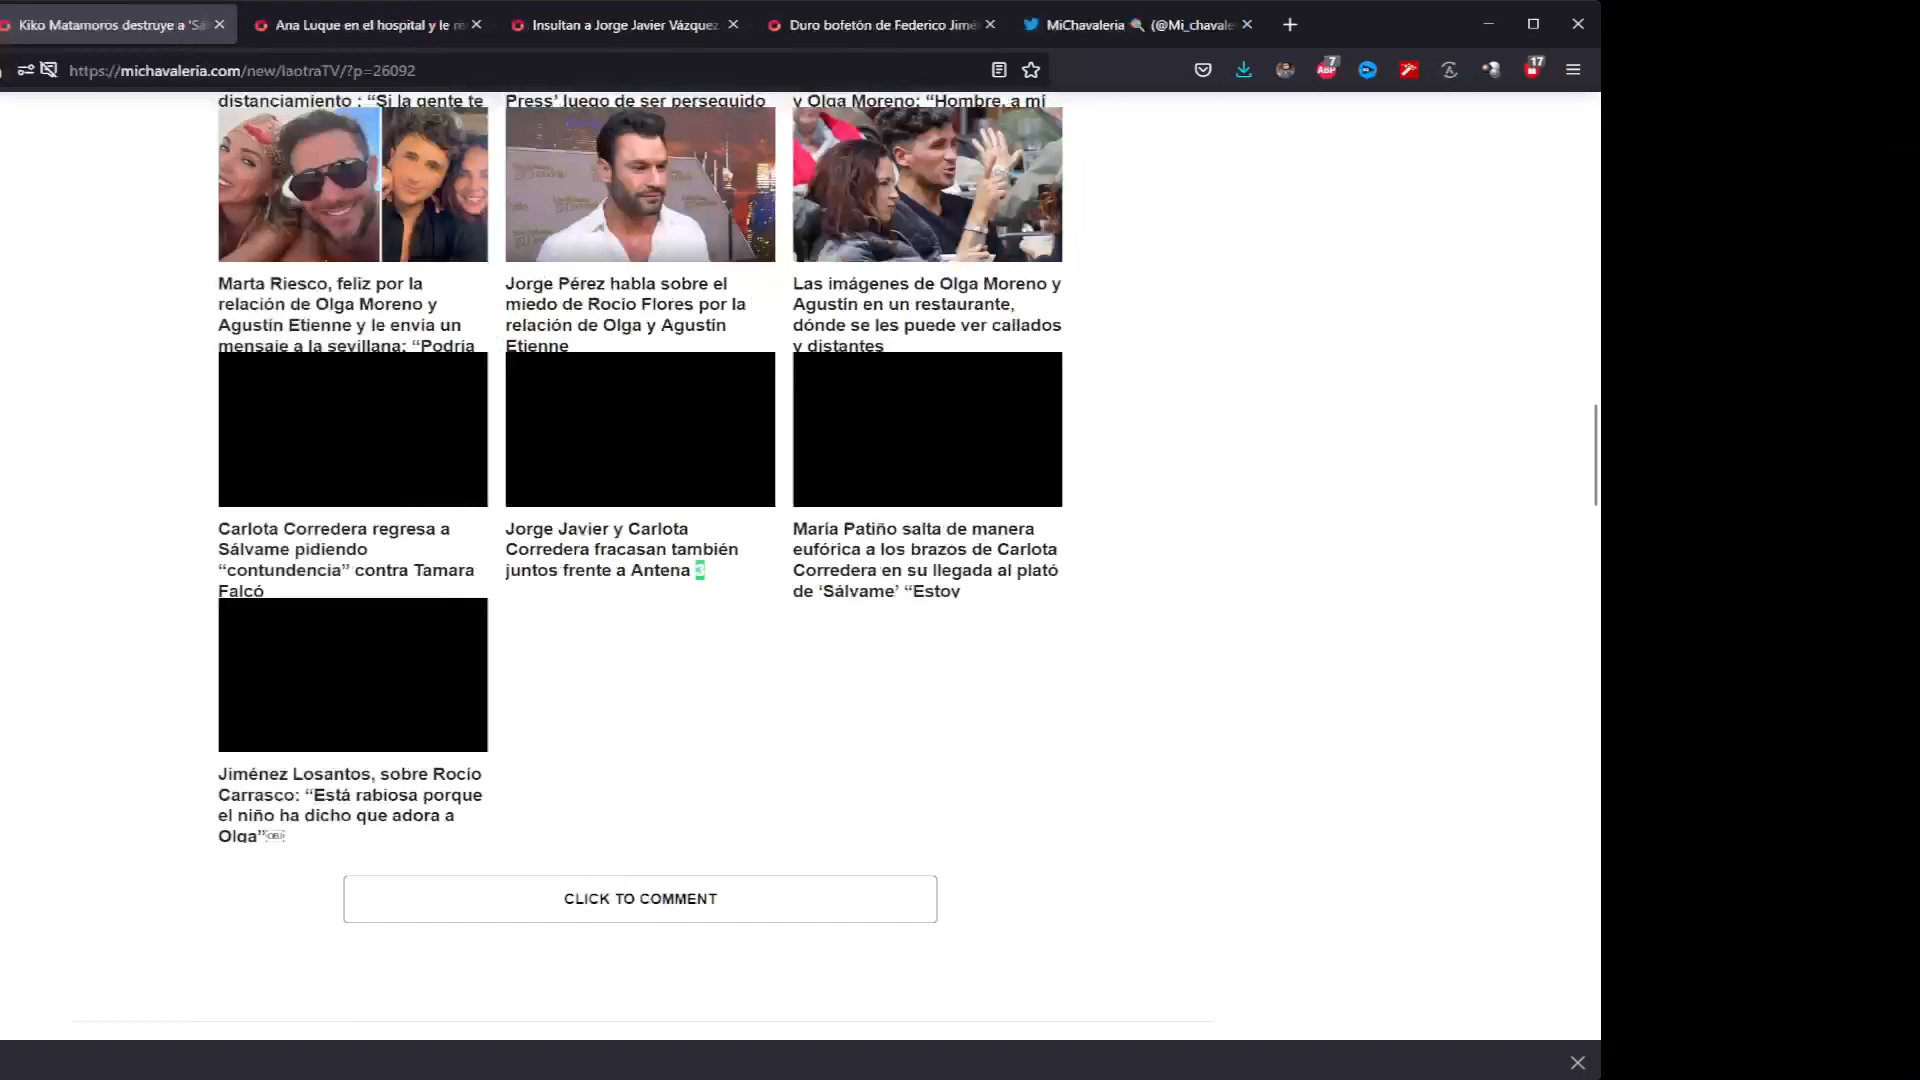 Kiko Matamoros destruye a 'Sá
Ana Luque en el hospital y le re
Insultan a Jorge Javier Vázquez
Duro bofetón de Federico Jimé
MiChavaleria 🍭 (@Mi_chavale
https://michavaleria.com/new/laotraTV/?p=26092
ABP
7
17
distanciamiento : “Si la gente te
Press’ luego de ser perseguido
y Olga Moreno: “Hombre, a mí
Marta Riesco, feliz por la
relación de Olga Moreno y
Agustín Etienne y le envía un
mensaje a la sevillana: “Podría
Jorge Pérez habla sobre el
miedo de Rocío Flores por la
relación de Olga y Agustín
Etienne
Las imágenes de Olga Moreno y
Agustín en un restaurante,
dónde se les puede ver callados
y distantes
Carlota Corredera regresa a
Sálvame pidiendo
“contundencia” contra Tamara
Falcó
Jorge Javier y Carlota
Corredera fracasan también
juntos frente a Antena 3
María Patiño salta de manera
eufórica a los brazos de Carlota
Corredera en su llegada al plató
de ‘Sálvame’ “Estoy
Jiménez Losantos, sobre Rocío
Carrasco: “Está rabiosa porque
el niño ha dicho que adora a
Olga”￼
CLICK TO COMMENT